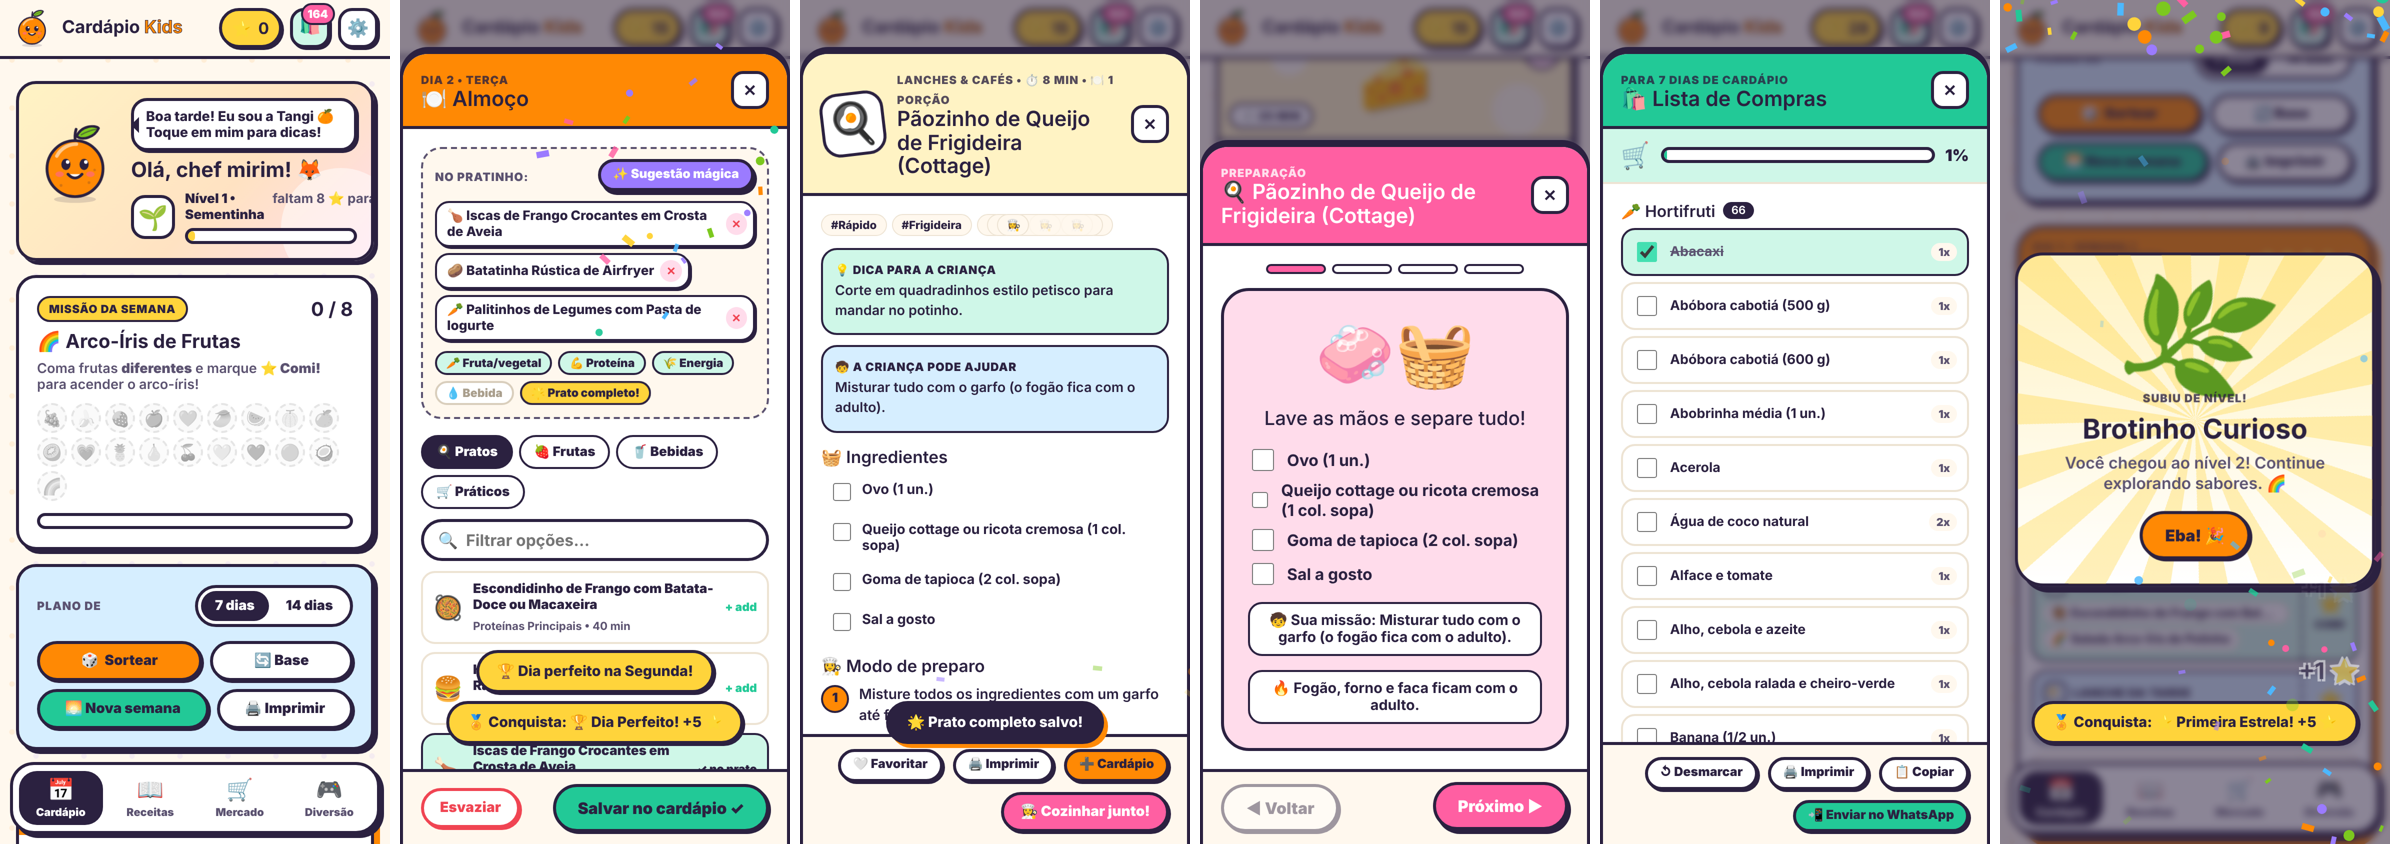 Cardápio Kids
0
164
Boa tarde! Eu sou a Tangi
Toque em mim para dicas!
Olá, chef mirim!
Nível 1 •
Sementinha
faltam 8 ⭐ para
MISSÃO DA SEMANA
0 / 8
Arco-Íris de Frutas
Coma frutas diferentes e marque ⭐ Comi!
para acender o arco-íris!
PLANO DE
7 dias
14 dias
Sortear
Base
Nova semana
Imprimir
JULY
17
Cardápio
Receitas
Mercado
Diversão
DIA 2 • TERÇA
Almoço
×
NO PRATINHO:
Sugestão mágica
Iscas de Frango Crocantes em Crosta
de Aveia
×
Batatinha Rústica de Airfryer
×
Palitinhos de Legumes com Pasta de
Iogurte
×
Fruta/vegetal
Proteína
Energia
Bebida
Prato completo!
Pratos
Frutas
Bebidas
Práticos
Filtrar opções...
Escondidinho de Frango com Batata-
Doce ou Macaxeira
Proteínas Principais • 40 min
+ add
Dia perfeito na Segunda!
+ add
Conquista: 🏆 Dia Perfeito! +5
Iscas de Frango Crocantes em
Crosta de Aveia
✓ no prato
Esvaziar
Salvar no cardápio ✓
LANCHES & CAFÉS • ⏱ 8 MIN • 🍽 1
PORÇÃO
Pãozinho de Queijo
de Frigideira
(Cottage)
×
#Rápido
#Frigideira
DICA PARA A CRIANÇA
Corte em quadradinhos estilo petisco para
mandar no potinho.
A CRIANÇA PODE AJUDAR
Misturar tudo com o garfo (o fogão fica com o
adulto).
Ingredientes
Ovo (1 un.)
Queijo cottage ou ricota cremosa (1 col.
sopa)
Goma de tapioca (2 col. sopa)
Sal a gosto
Modo de preparo
1
Misture todos os ingredientes com um garfo
até
Prato completo salvo!
Favoritar
Imprimir
Cardápio
Cozinhar junto!
PREPARAÇÃO
Pãozinho de Queijo de
Frigideira (Cottage)
×
Lave as mãos e separe tudo!
Ovo (1 un.)
Queijo cottage ou ricota cremosa
(1 col. sopa)
Goma de tapioca (2 col. sopa)
Sal a gosto
Sua missão: Misturar tudo com o
garfo (o fogão fica com o adulto).
Fogão, forno e faca ficam com o
adulto.
◀ Voltar
Próximo ▶
PARA 7 DIAS DE CARDÁPIO
Lista de Compras
×
1%
Hortifruti
66
Abacaxi
1x
Abóbora cabotiá (500 g)
1x
Abóbora cabotiá (600 g)
1x
Abobrinha média (1 un.)
1x
Acerola
1x
Água de coco natural
2x
Alface e tomate
1x
Alho, cebola e azeite
1x
Alho, cebola ralada e cheiro-verde
1x
Banana (1/2 un.)
1x
Desmarcar
Imprimir
Copiar
Enviar no WhatsApp
SUBIU DE NÍVEL!
Brotinho Curioso
Você chegou ao nível 2! Continue
explorando sabores.
Eba!
+1
Conquista: Primeira Estrela! +5